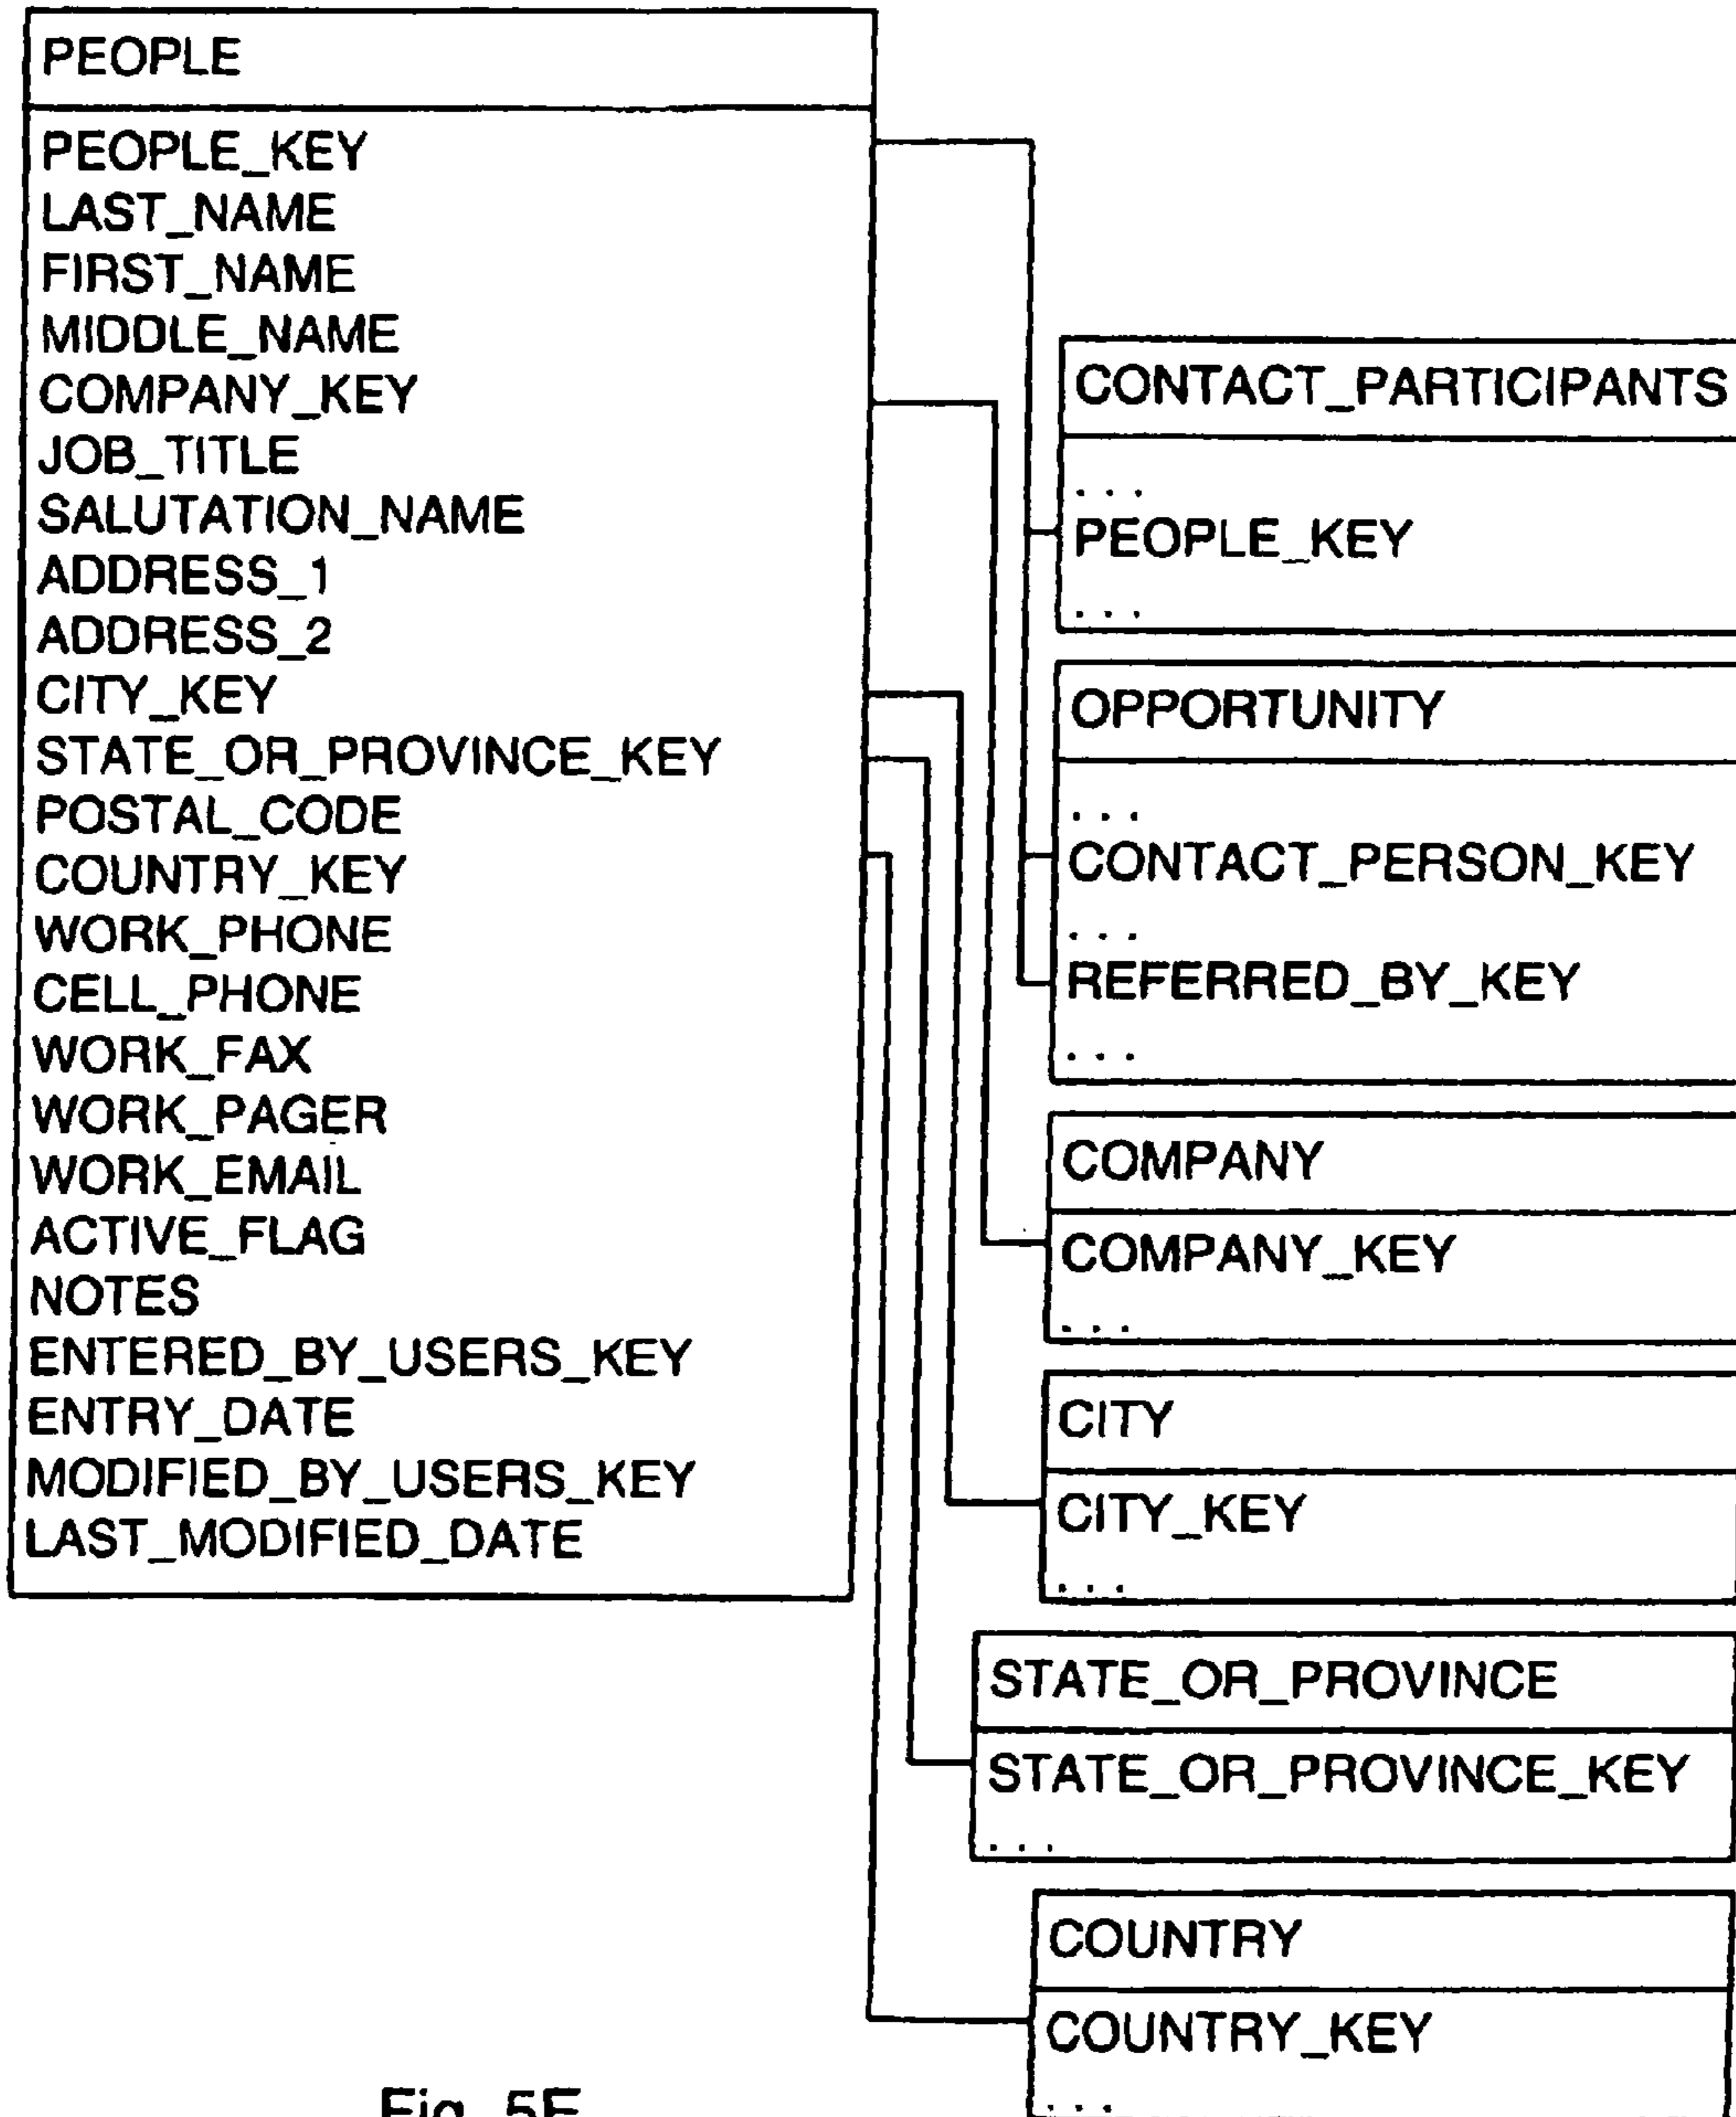 PEOPLE
PEOPLE_KEY
LAST_NAME
FIRST_NAME
MIDDLE_NAME
COMPANY_KEY
JOB_TITLE
SALUTATION_NAME
ADDRESS_1
ADDRESS_2
CITY_KEY
STATE_OR_PROVINCE_KEY
POSTAL_CODE
COUNTRY_KEY
WORK_PHONE
CELL_PHONE
WORK_FAX
WORK_PAGER
WORK_EMAIL
ACTIVE_FLAG
NOTES
ENTERED_BY_USERS_KEY
ENTRY_DATE
MODIFIED_BY_USERS_KEY
LAST_MODIFIED_DATE
CONTACT_PARTICIPANTS
. . .
PEOPLE_KEY
. . .
OPPORTUNITY
. . .
CONTACT_PERSON_KEY
. . .
REFERRED_BY_KEY
. . .
COMPANY
COMPANY_KEY
. . .
CITY
CITY_KEY
. . .
STATE_OR_PROVINCE
STATE_OR_PROVINCE_KEY
. . .
COUNTRY
COUNTRY_KEY
. . .
Fig. 5E